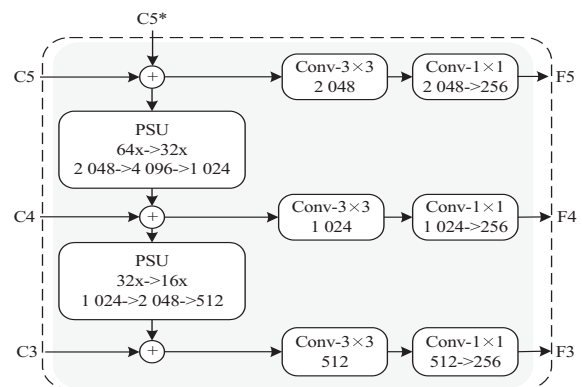 C5*
C5
Conv-3×3
2 048
Conv-1×1
2 048->256
F5
PSU
64x->32x
2 048->4 096->1 024
C4
Conv-3×3
1 024
Conv-1×1
1 024->256
F4
PSU
32x->16x
1 024->2 048->512
C3
Conv-3×3
512
Conv-1×1
512->256
F3